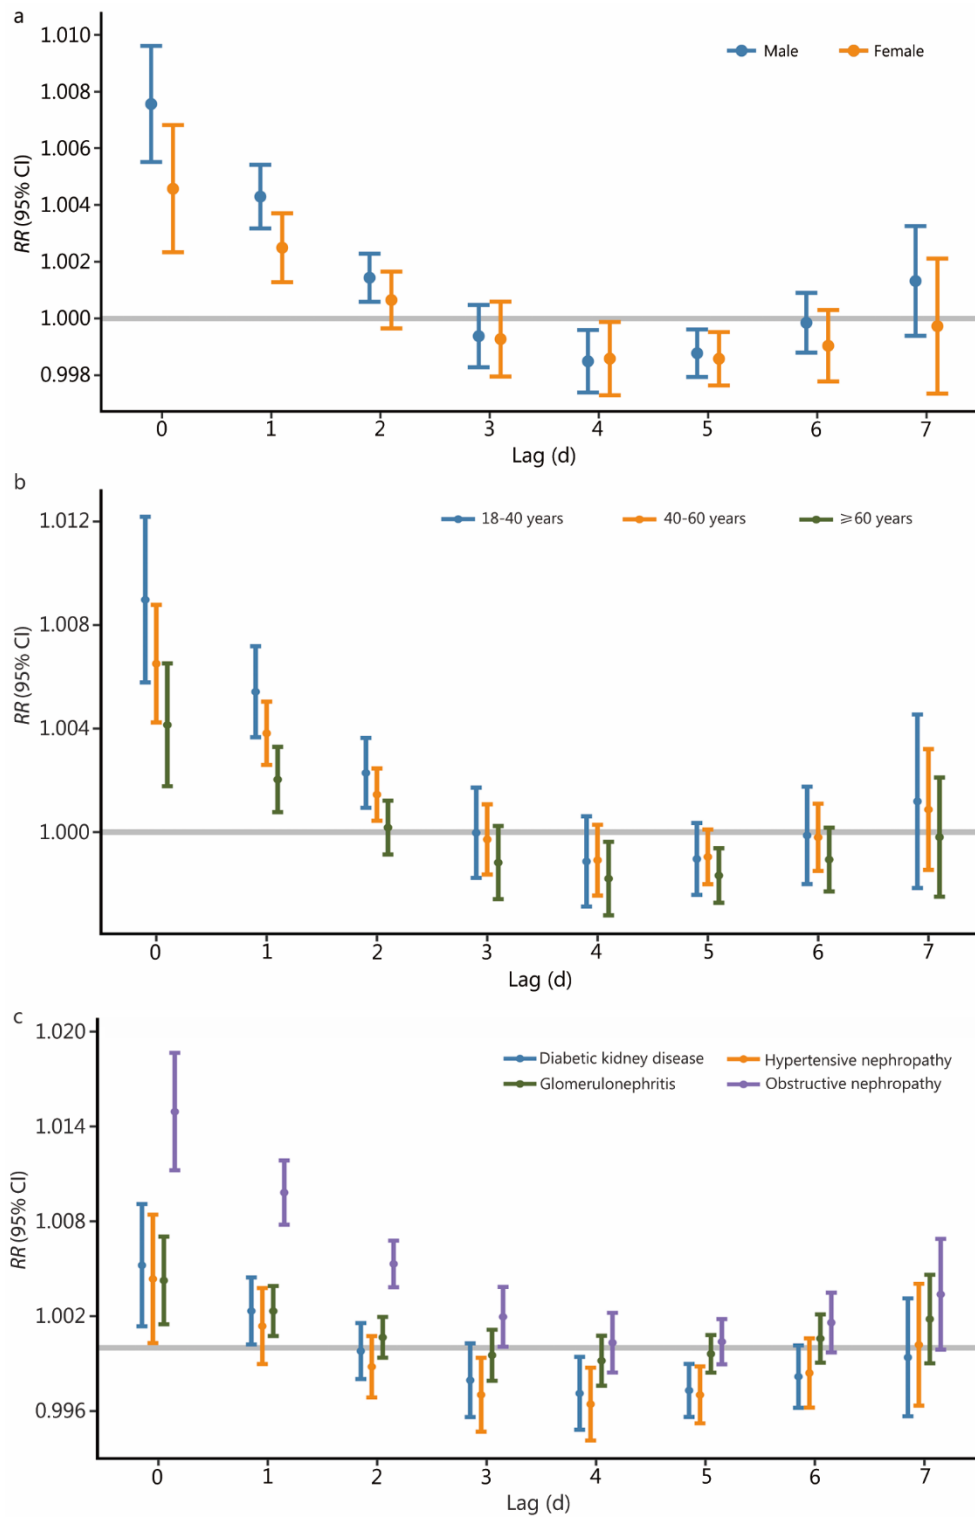 a
1.010
1.008
1.006
1.004
1.002
1.000
0.998
RR (95% CI)
Male Female
0 1 2 3 4 5 6 7
Lag (d)
b
1.012
1.008
1.004
1.000
RR (95% CI)
18-40 years 40-60 years ⩾60 years
0 1 2 3 4 5 6 7
Lag (d)
c
1.020
1.014
1.008
1.002
0.996
RR (95% CI)
Diabetic kidney disease Hypertensive nephropathy
Glomerulonephritis Obstructive nephropathy
0 1 2 3 4 5 6 7
Lag (d)